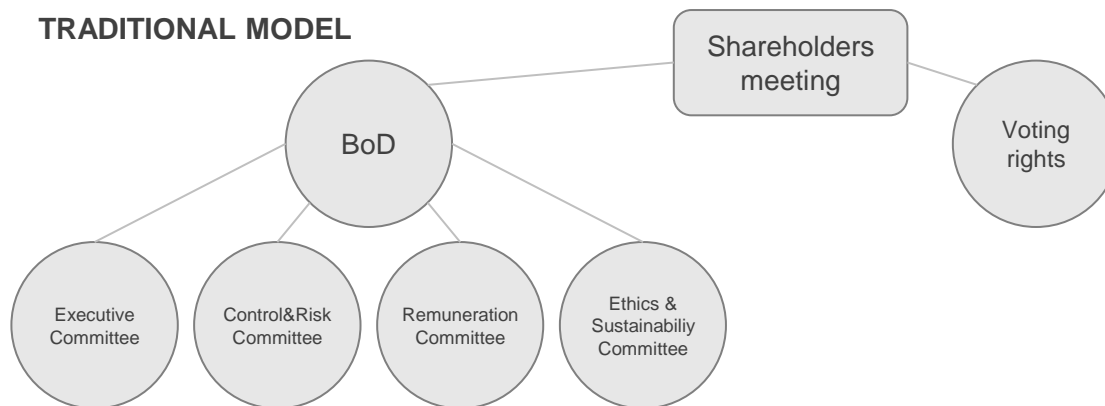 TRADITIONAL MODEL
Shareholders
meeting
BoD
Voting
rights
Executive
Committee
Control&Risk
Committee
Remuneration
Committee
Ethics &
Sustainabiliy
Committee